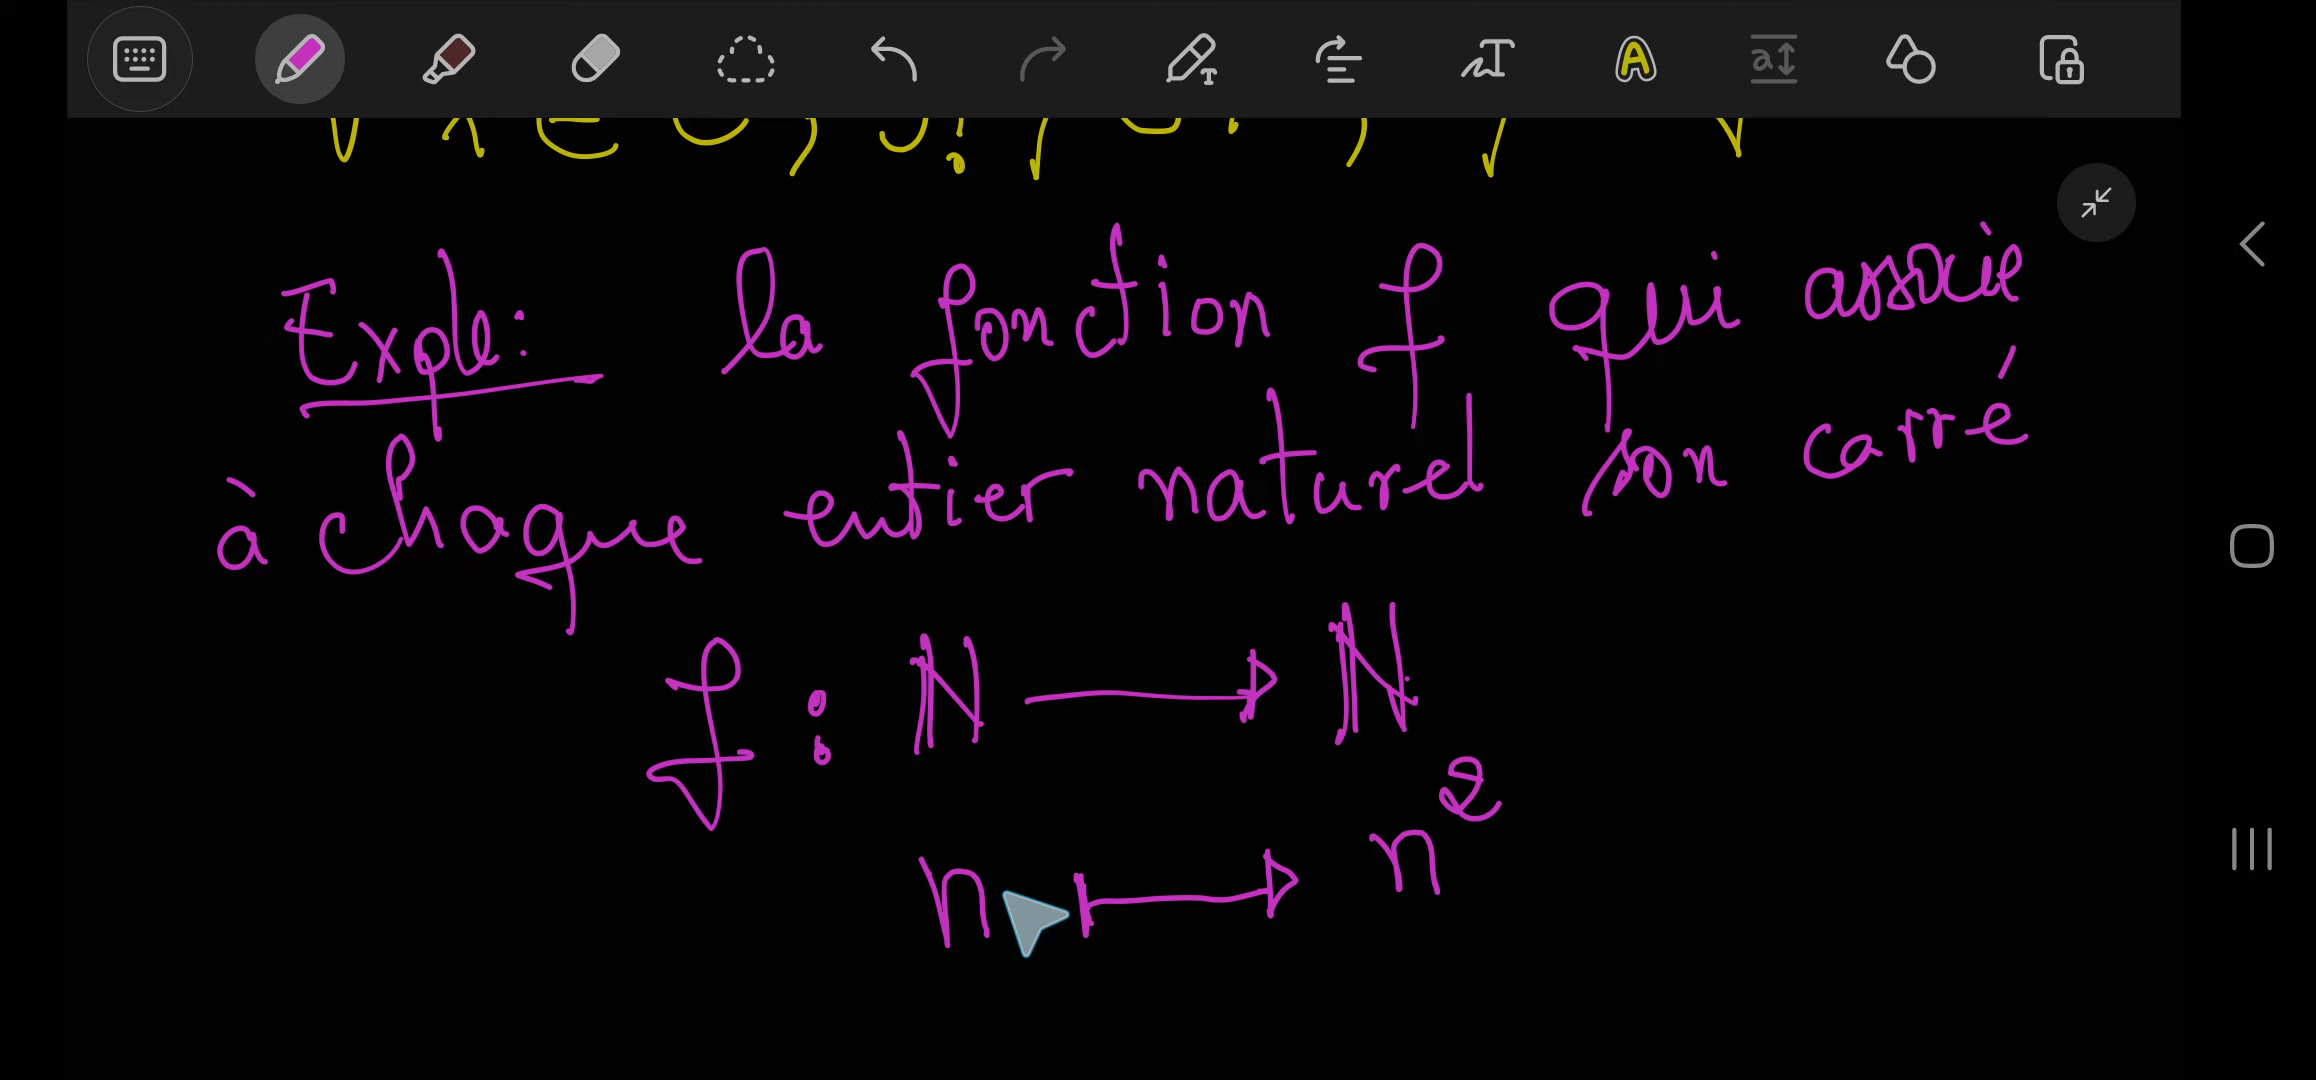 Exple: la fonction f qui associe
à chaque entier naturel son carré
f : ℕ → ℕ
n ↦ n²